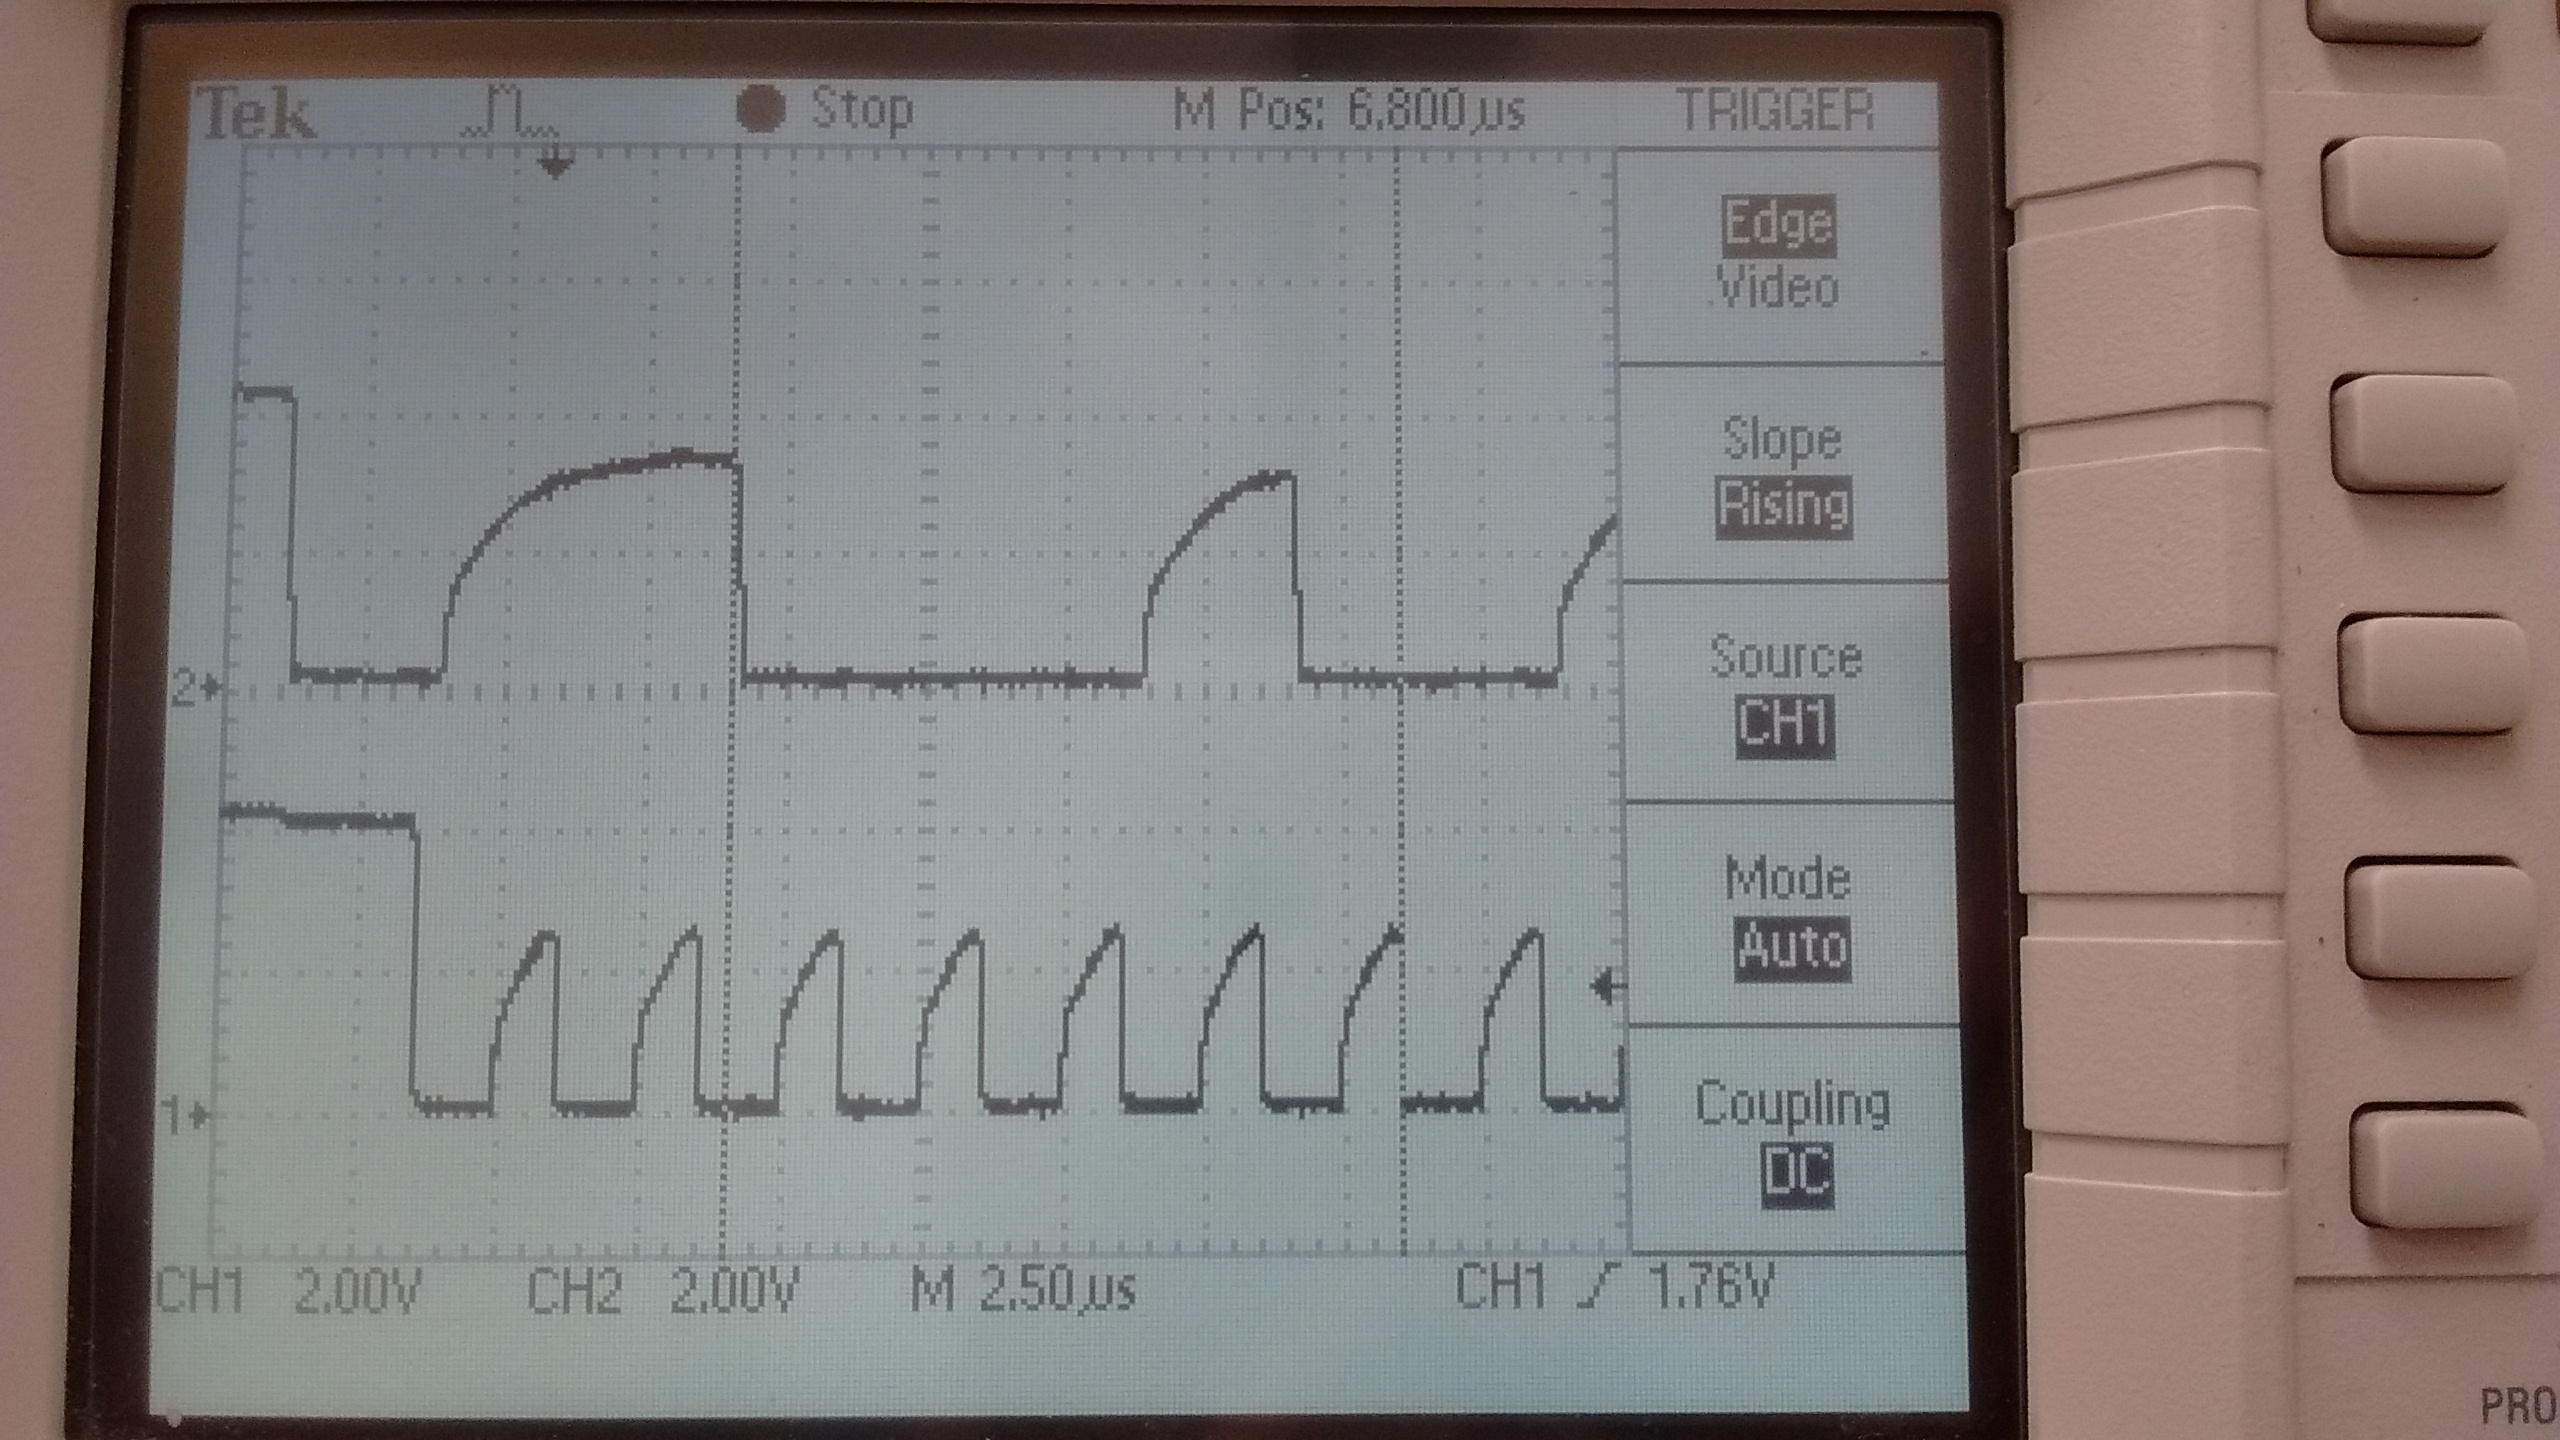 Tek Stop M Pos: 6.800µs TRIGGER
Edge
Video
Slope
Rising
Source
CH1
Mode
Auto
Coupling
DC
2
1
CH1 2.00V CH2 2.00V M 2.50µs CH1 1.76V
PRO